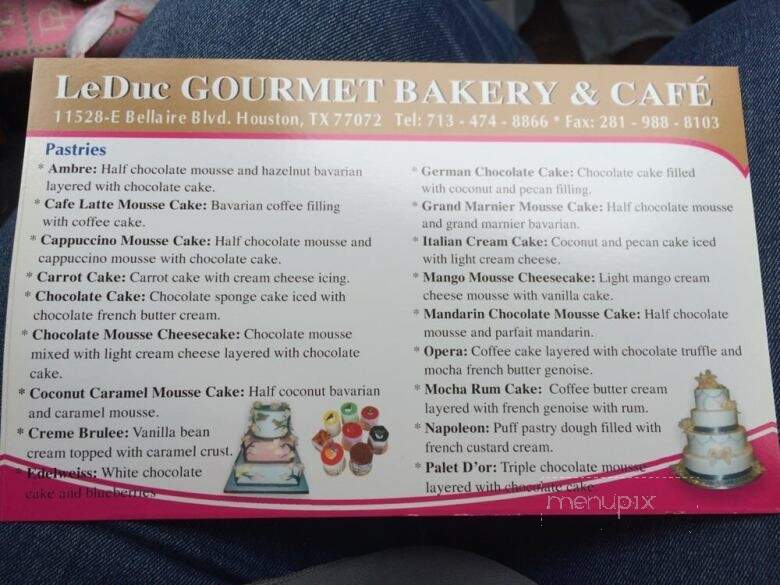 LeDuc GOURMET BAKERY & CAFÉ
11528-E Bellaire Blvd. Houston, TX 77072 Tel: 713 - 474 - 8866 * Fax: 281 - 988 - 8103
Pastries
* Ambre: Half chocolate mousse and hazelnut bavarian
layered with chocolate cake.
* Cafe Latte Mousse Cake: Bavarian coffee filling
with coffee cake.
* Cappuccino Mousse Cake: Half chocolate mousse and
cappuccino mousse with chocolate cake.
* Carrot Cake: Carrot cake with cream cheese icing.
* Chocolate Cake: Chocolate sponge cake iced with
chocolate french butter cream.
* Chocolate Mousse Cheesecake: Chocolate mousse
mixed with light cream cheese layered with chocolate
cake.
* Coconut Caramel Mousse Cake: Half coconut bavarian
and caramel mousse.
* Creme Brulee: Vanilla bean
cream topped with caramel crust.
* Edelweiss: White chocolate
cake and blueberries
* German Chocolate Cake: Chocolate cake filled
with coconut and pecan filling.
* Grand Marnier Mousse Cake: Half chocolate mousse
and grand marnier bavarian.
* Italian Cream Cake: Coconut and pecan cake iced
with light cream cheese.
* Mango Mousse Cheesecake: Light mango cream
cheese mousse with vanilla cake.
* Mandarin Chocolate Mousse Cake: Half chocolate
mousse and parfait mandarin.
* Opera: Coffee cake layered with chocolate truffle and
mocha french butter genoise.
* Mocha Rum Cake: Coffee butter cream
layered with french genoise with rum.
* Napoleon: Puff pastry dough filled with
french custard cream.
* Palet D'or: Triple chocolate mousse
layered with chocolate cake
menupix